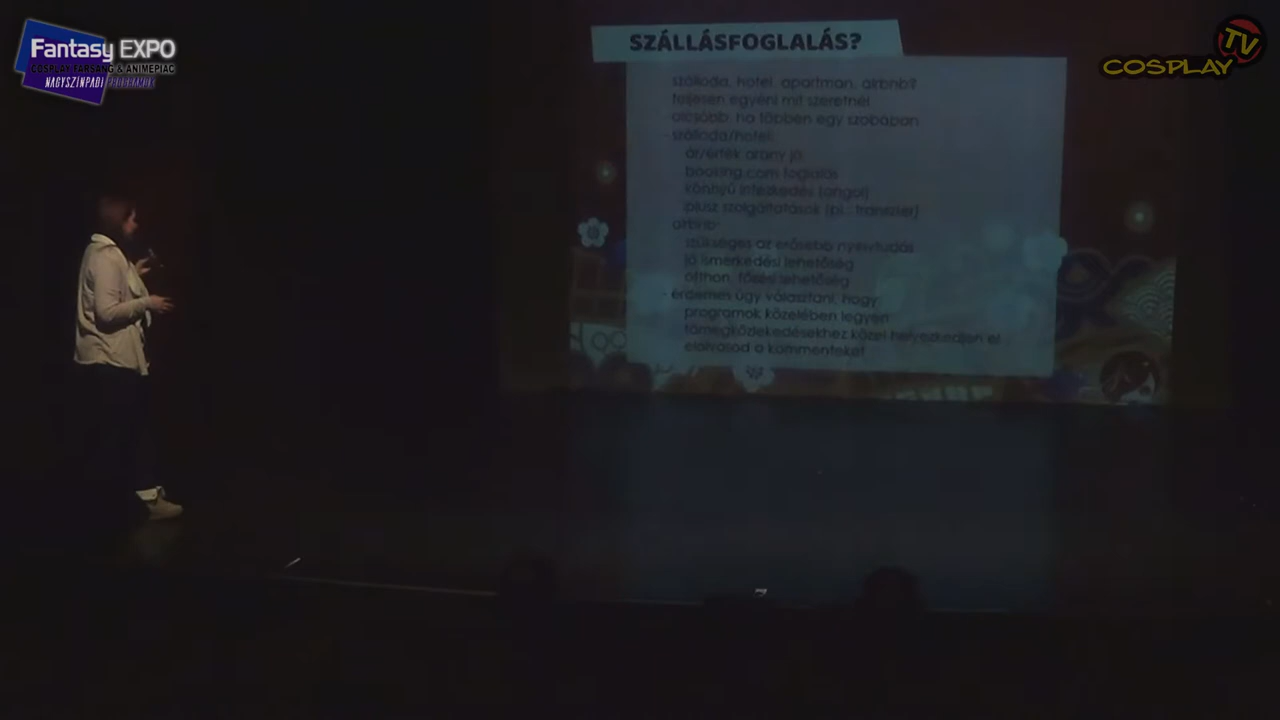 Fantasy EXPO
COSPLAY FARSANG & ANIMEPIAC
NAGYSZÍNPADI PROGRAMOK
TV
COSPLAY
SZÁLLÁSFOGLALÁS?
szálloda, hotel, apartman, airbnb?
teljesen egyéni mit szeretnél
olcsóbb, ha többen egy szobában
- szálloda/hotel:
ár/érték arány jó
booking.com foglalás
könnyű intézkedés (angol)
plusz szolgáltatások (pl.: transzfer)
airbnb:
szükséges az erősebb nyelvtudás
jó ismerkedési lehetőség
otthon, főzési lehetőség
- érdemes úgy választani, hogy:
programok közelében legyen
tömegközlekedésekhez közel helyezkedjen el
elolvasod a kommenteket